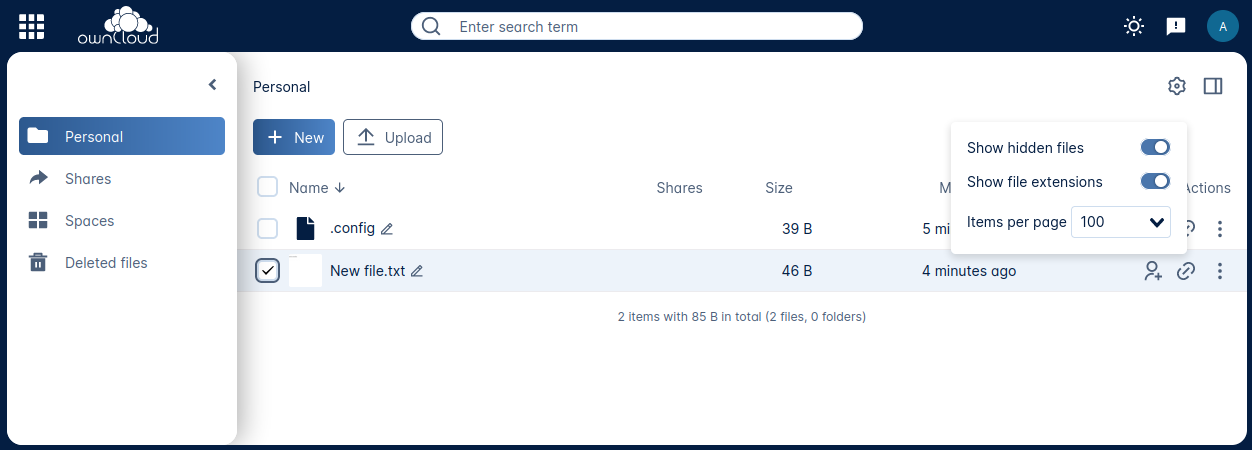 ownCloud
Enter search term
A
Personal
Shares
Spaces
Deleted files
Personal
New
Upload
Show hidden files
Show file extensions
Items per page 100
Name Shares Size Actions
.config 39 B 5
New file.txt 46 B 4 minutes ago
2 items with 85 B in total (2 files, 0 folders)